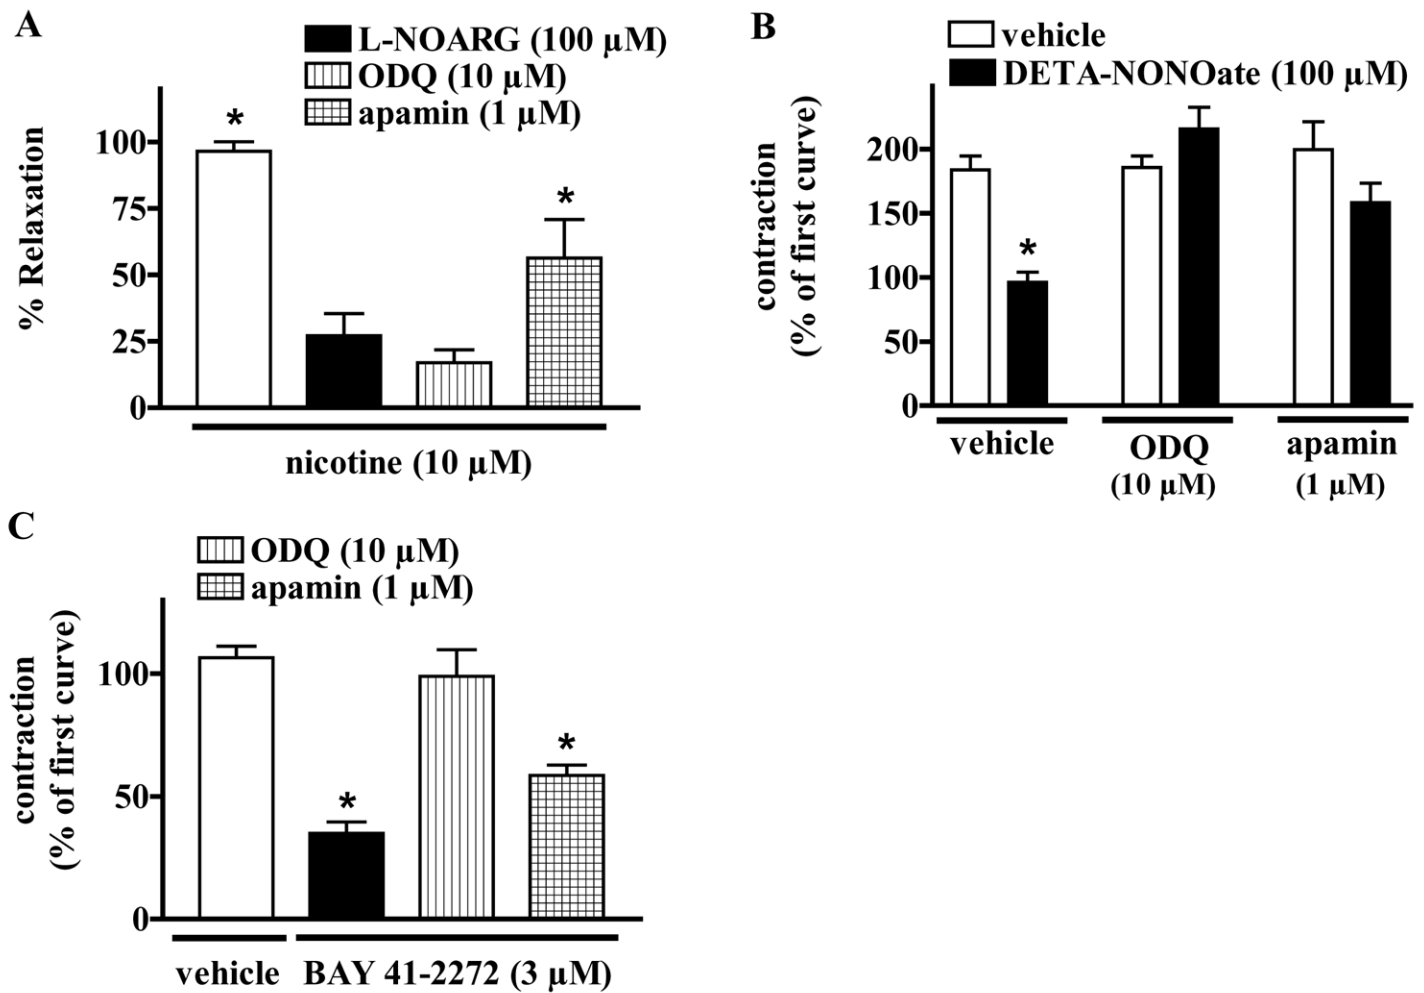 A
L-NOARG (100 µM)
ODQ (10 µM)
apamin (1 µM)
% Relaxation
100
75
50
25
0
*
*
nicotine (10 µM)
B
vehicle
DETA-NONOate (100 µM)
contraction
(% of first curve)
200
150
100
50
0
*
vehicle
ODQ
(10 µM)
apamin
(1 µM)
C
ODQ (10 µM)
apamin (1 µM)
contraction
(% of first curve)
100
50
0
*
*
vehicle
BAY 41-2272 (3 µM)